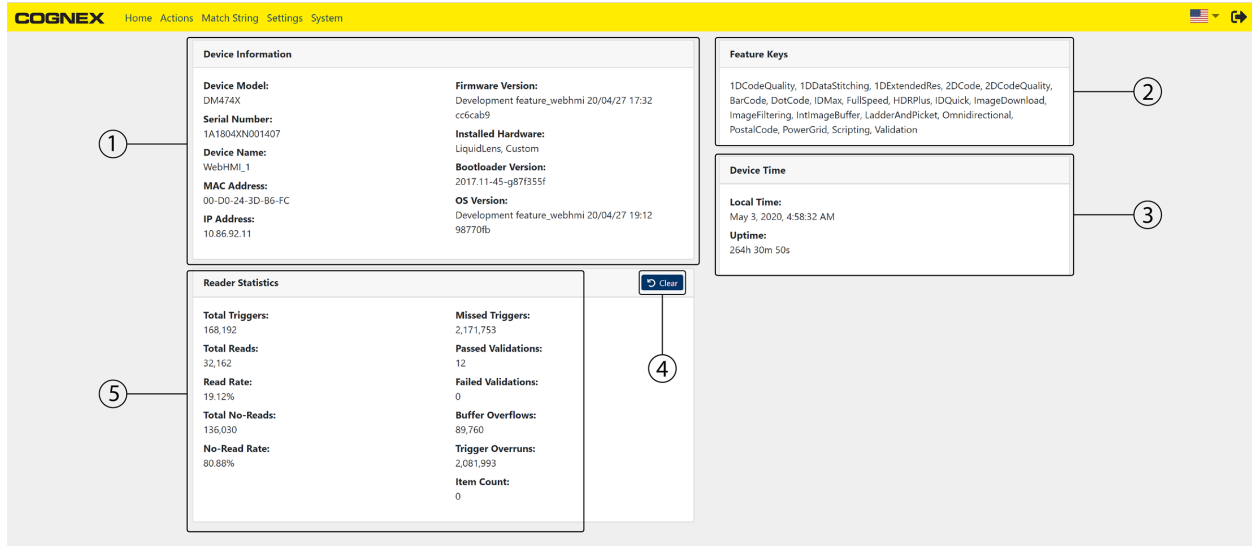 COGNEX Home Actions Match String Settings System
Device Information
Device Model:
DM474X
Serial Number:
1A1804XN001407
Device Name:
WebHMI_1
MAC Address:
00-D0-24-3D-B6-FC
IP Address:
10.86.92.11
Firmware Version:
Development feature_webhmi 20/04/27 17:32
cc6cab9
Installed Hardware:
LiquidLens, Custom
Bootloader Version:
2017.11-45-g87f355f
OS Version:
Development feature_webhmi 20/04/27 19:12
98770fb
1
Feature Keys
1DCodeQuality, 1DDataStitching, 1DExtendedRes, 2DCode, 2DCodeQuality,
BarCode, DotCode, IDMax, FullSpeed, HDRPlus, IDQuick, ImageDownload,
ImageFiltering, IntImageBuffer, LadderAndPicket, Omnidirectional,
PostalCode, PowerGrid, Scripting, Validation
2
Device Time
Local Time:
May 3, 2020, 4:58:32 AM
Uptime:
264h 30m 50s
3
Reader Statistics
Clear
4
Total Triggers:
168,192
Total Reads:
32,162
Read Rate:
19.12%
Total No-Reads:
136,030
No-Read Rate:
80.88%
Missed Triggers:
2,171,753
Passed Validations:
12
Failed Validations:
0
Buffer Overflows:
89,760
Trigger Overruns:
2,081,993
Item Count:
0
5